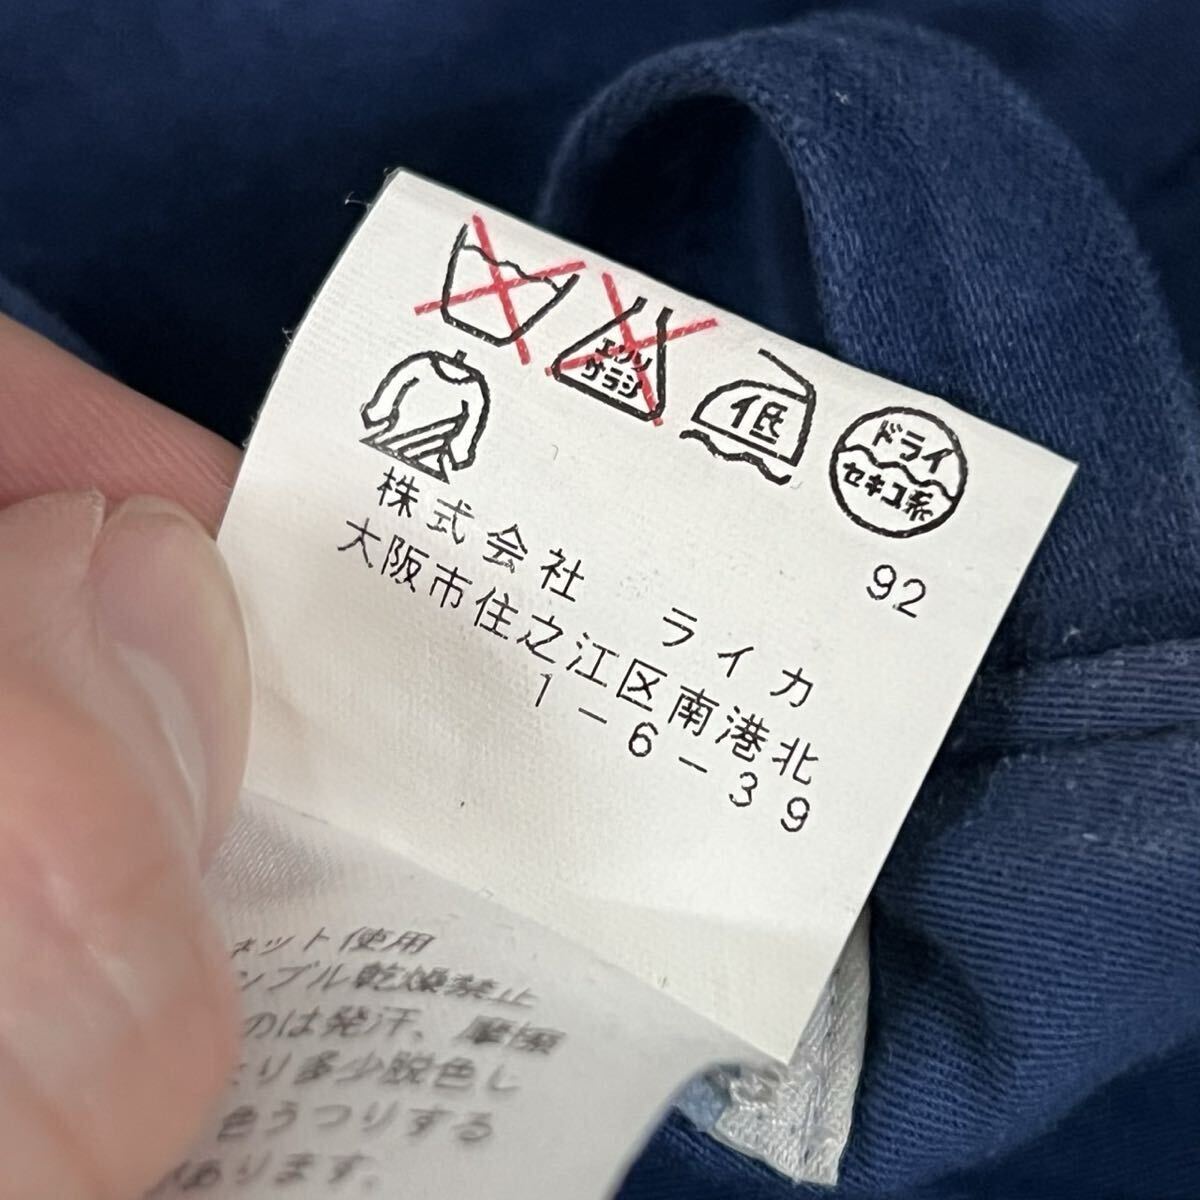 エンソ
サラシ
低
ドライ
セキユ系
92
株式会社 ライカ
大阪市住之江区南港北
1-6-39
ネット使用
ンブル乾燥禁止
のは発汗、摩擦
たり多少脱色し
色うつりする
あります。